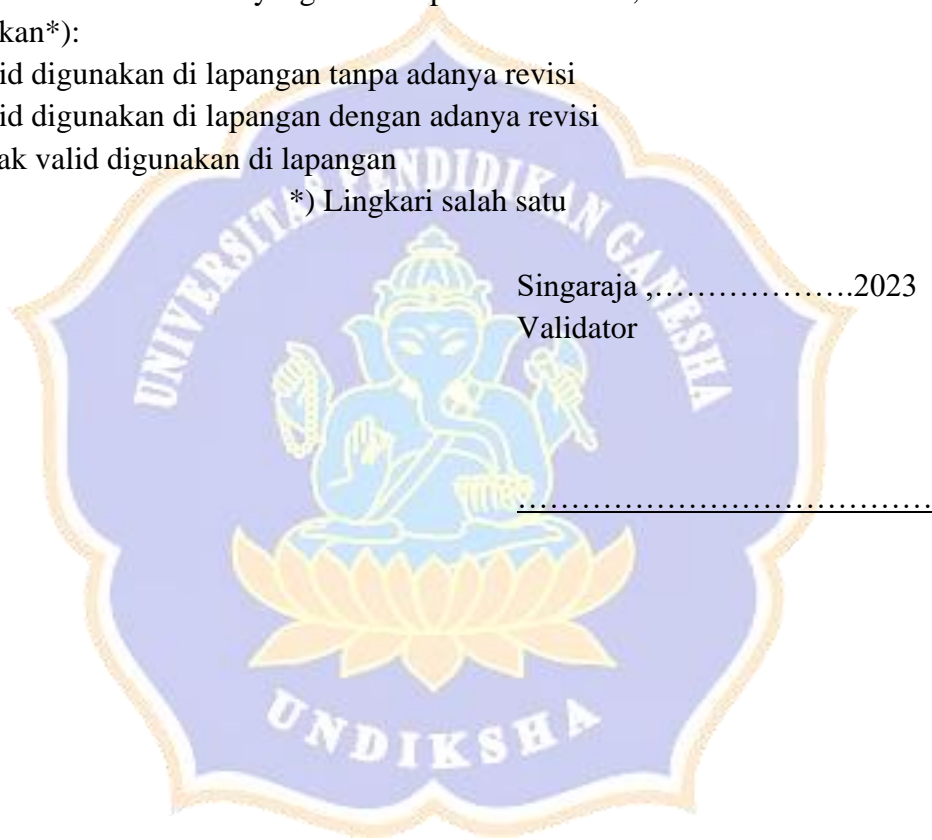 kan*):
id digunakan di lapangan tanpa adanya revisi
id digunakan di lapangan dengan adanya revisi
ak valid digunakan di lapangan
*) Lingkari salah satu
UNIVERSITAS PENDIDIKAN GANESHA
Singaraja ,………………….2023
Validator
…………………………………
UNDIKSHA